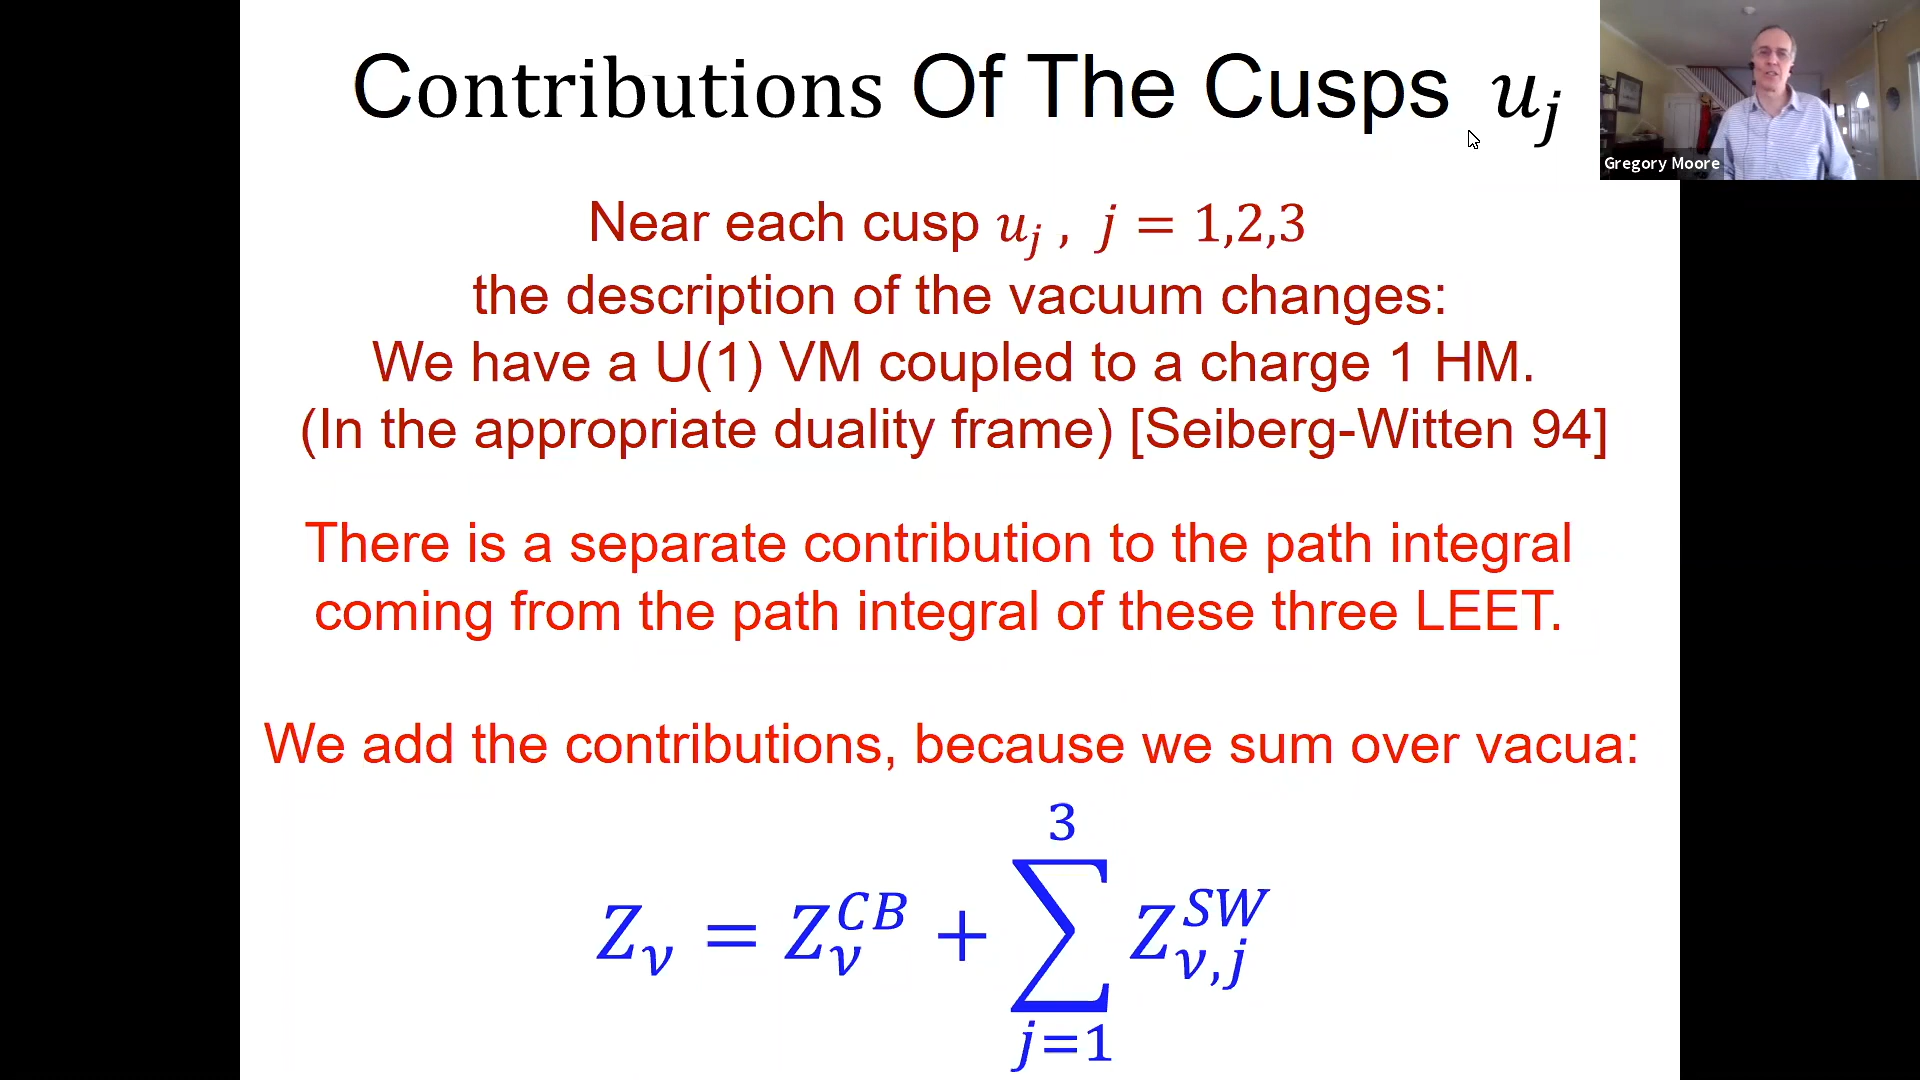 Contributions Of The Cusps u_j
Gregory Moore
Near each cusp u_j , j = 1,2,3
the description of the vacuum changes:
We have a U(1) VM coupled to a charge 1 HM.
(In the appropriate duality frame) [Seiberg-Witten 94]
There is a separate contribution to the path integral
coming from the path integral of these three LEET.
We add the contributions, because we sum over vacua:
Z_ν = Z_ν^{CB} + ∑_{j=1}^{3} Z_{ν,j}^{SW}